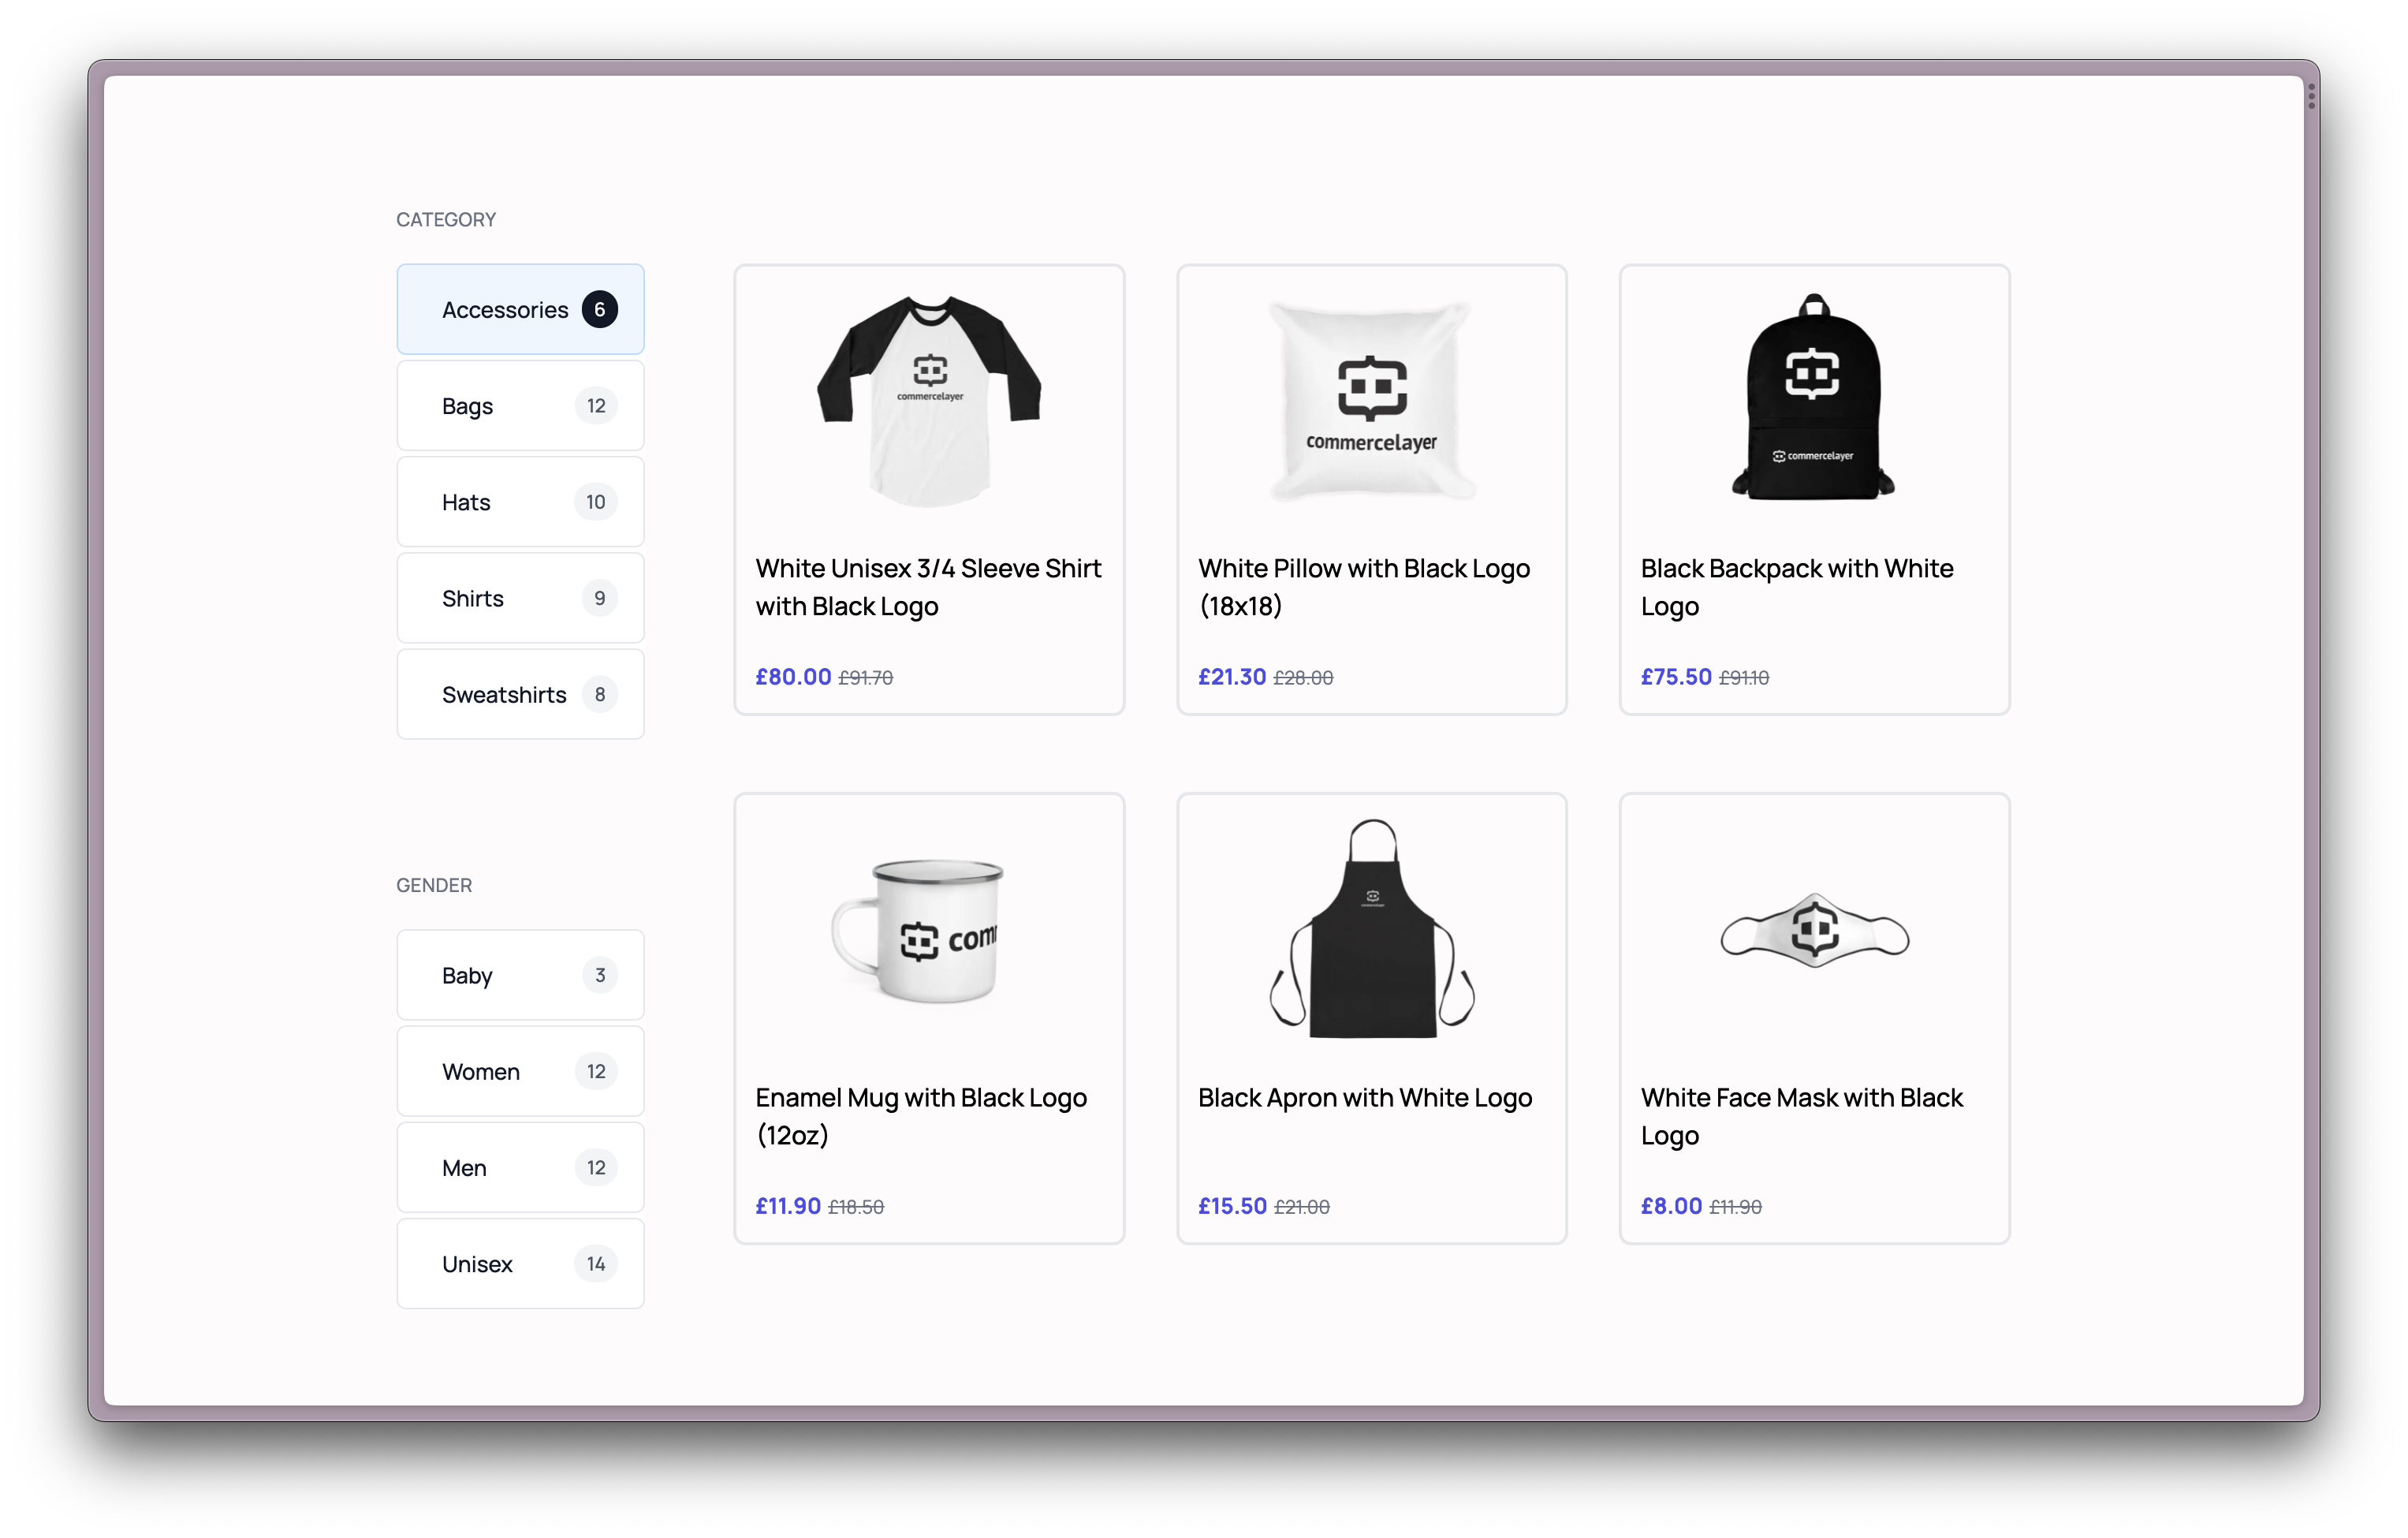 CATEGORY
Accessories 6
Bags 12
Hats 10
Shirts 9
Sweatshirts 8
GENDER
Baby 3
Women 12
Men 12
Unisex 14
commercelayer
White Unisex 3/4 Sleeve Shirt
with Black Logo
£80.00 £91.70
commercelayer
White Pillow with Black Logo
(18x18)
£21.30 £28.00
commercelayer
Black Backpack with White
Logo
£75.50 £91.10
com
Enamel Mug with Black Logo
(12oz)
£11.90 £18.50
commercelayer
Black Apron with White Logo
£15.50 £21.00
White Face Mask with Black
Logo
£8.00 £11.90